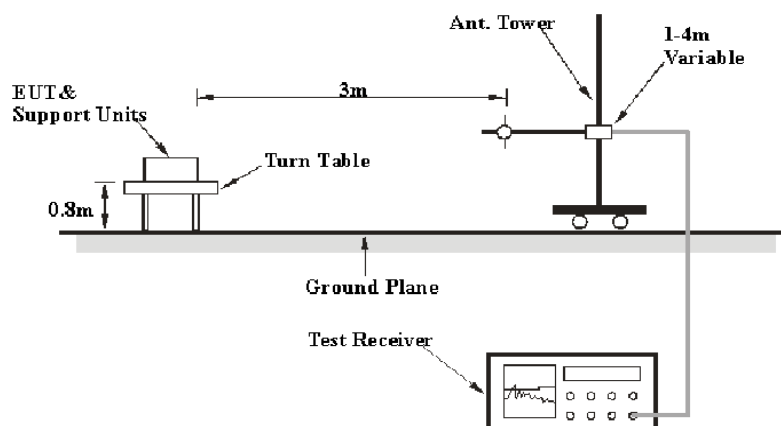 Ant. Tower
1-4m
Variable
EUT&
Support Units
3m
Turn Table
0.8m
Ground Plane
Test Receiver